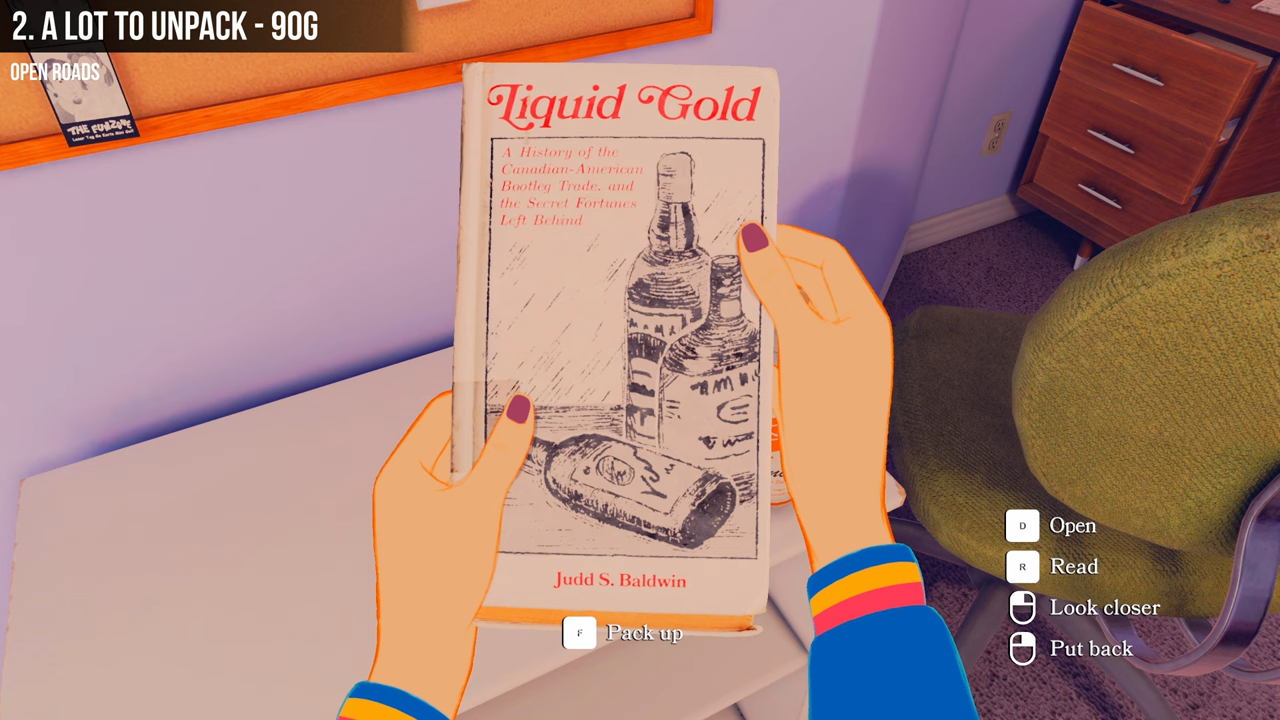 2. A LOT TO UNPACK - 90G
OPEN ROADS
THE FUNZONE
Liquid Gold
A History of the
Canadian-American
Bootleg Trade, and
the Secret Fortunes
Left Behind
Judd S. Baldwin
D Open
R Read
Look closer
Put back
F Pack up